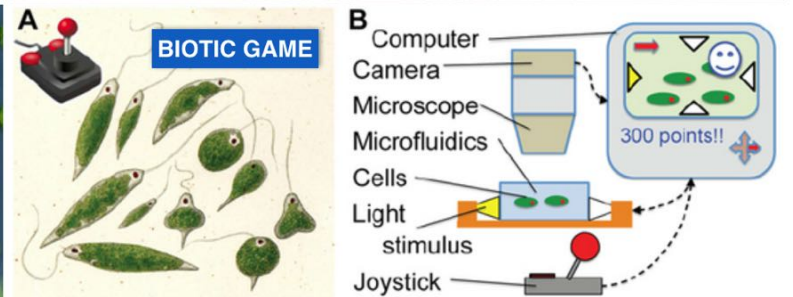 A
BIOTIC GAME
B
Computer
Camera
Microscope
Microfluidics
Cells
Light
stimulus
Joystick
300 points!!